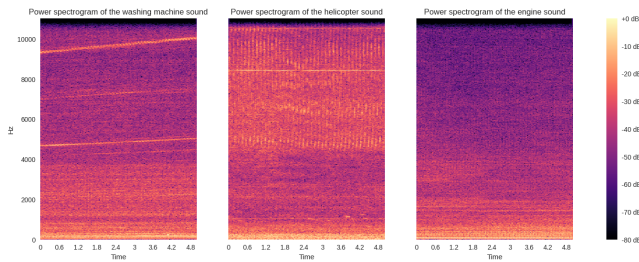 Power spectrogram of the washing machine sound
Power spectrogram of the helicopter sound
Power spectrogram of the engine sound
Hz
10000
8000
6000
4000
2000
0
0 0.6 1.2 1.8 2.4 3 3.6 4.2 4.8
Time
0 0.6 1.2 1.8 2.4 3 3.6 4.2 4.8
Time
0 0.6 1.2 1.8 2.4 3 3.6 4.2 4.8
Time
+0 dB
-10 dB
-20 dB
-30 dB
-40 dB
-50 dB
-60 dB
-70 dB
-80 dB